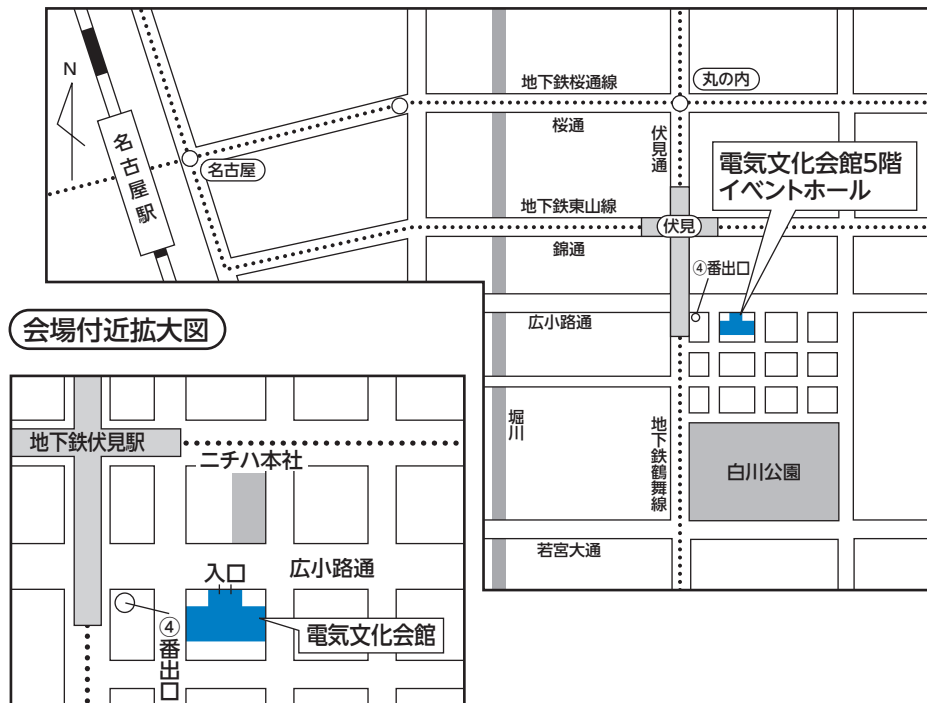 N
名古屋駅
名古屋
地下鉄桜通線
丸の内
桜通
伏見通
電気文化会館5階
イベントホール
地下鉄東山線
伏見
錦通
④番出口
広小路通
堀川
地下鉄鶴舞線
白川公園
若宮大通
会場付近拡大図
地下鉄伏見駅
ニチハ本社
入口
広小路通
電気文化会館
④番出口